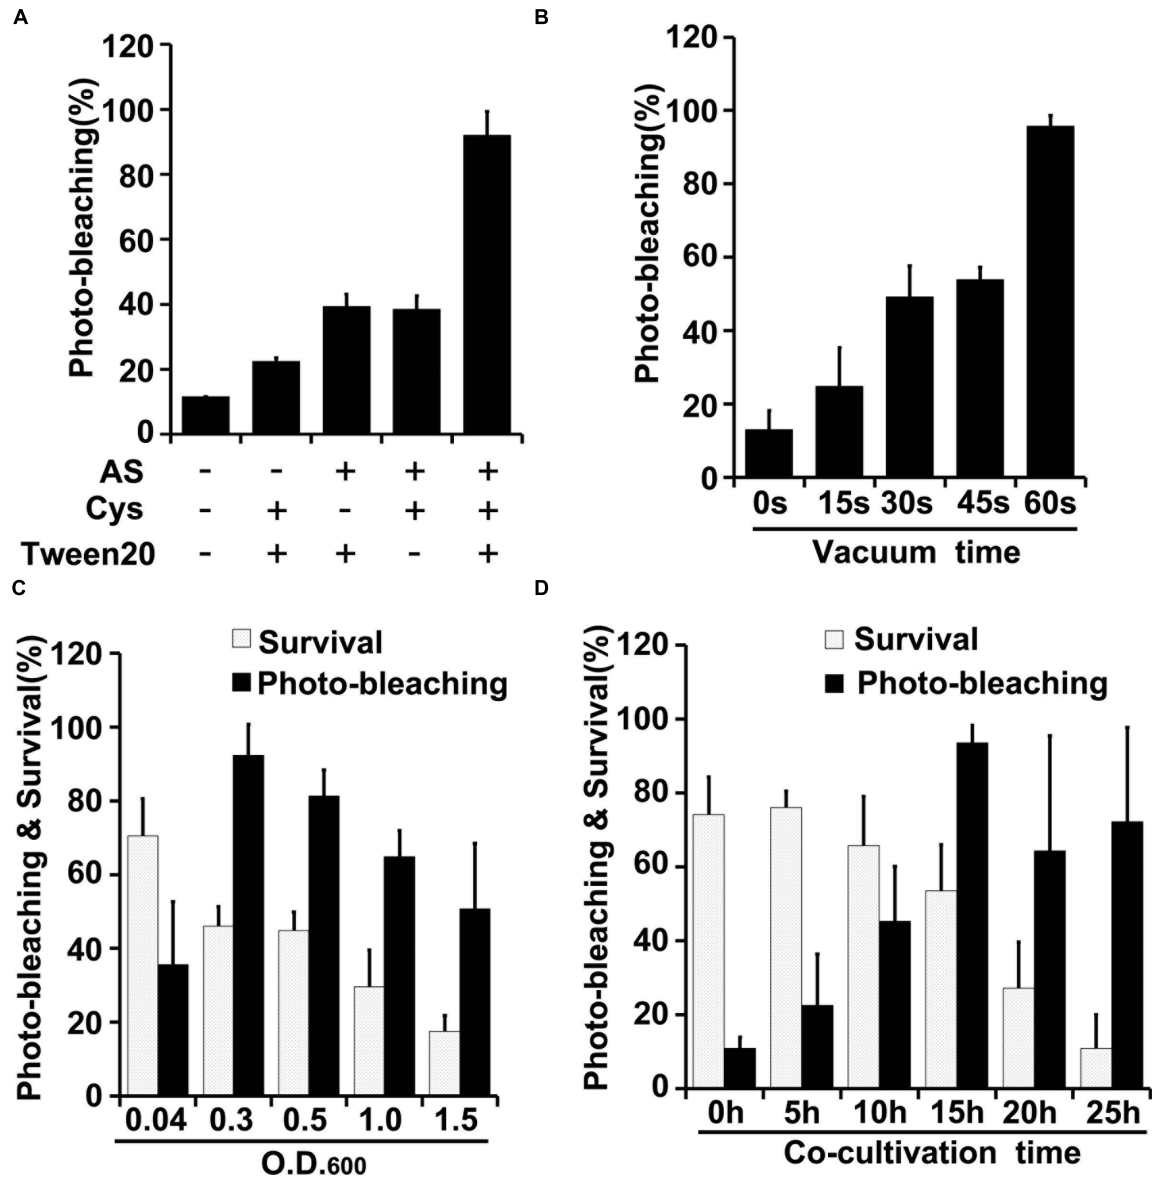 A
Photo-bleaching(%)
120
100
80
60
40
20
0
AS - - + + +
Cys - + - + +
Tween20 - + + - +
B
Photo-bleaching(%)
120
100
80
60
40
20
0
0s 15s 30s 45s 60s
Vacuum time
C
Photo-bleaching & Survival(%)
Survival
Photo-bleaching
120
100
80
60
40
20
0
0.04 0.3 0.5 1.0 1.5
O.D.600
D
Photo-bleaching & Survival(%)
Survival
Photo-bleaching
120
100
80
60
40
20
0
0h 5h 10h 15h 20h 25h
Co-cultivation time